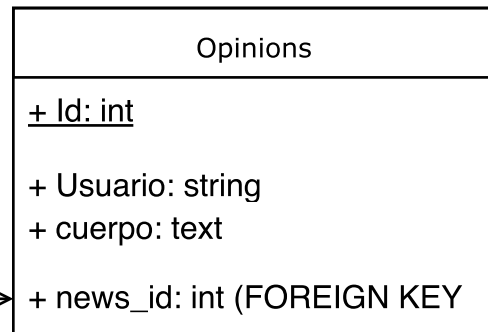 Opinions
+ Id: int
+ Usuario: string
+ cuerpo: text
+ news_id: int (FOREIGN KEY